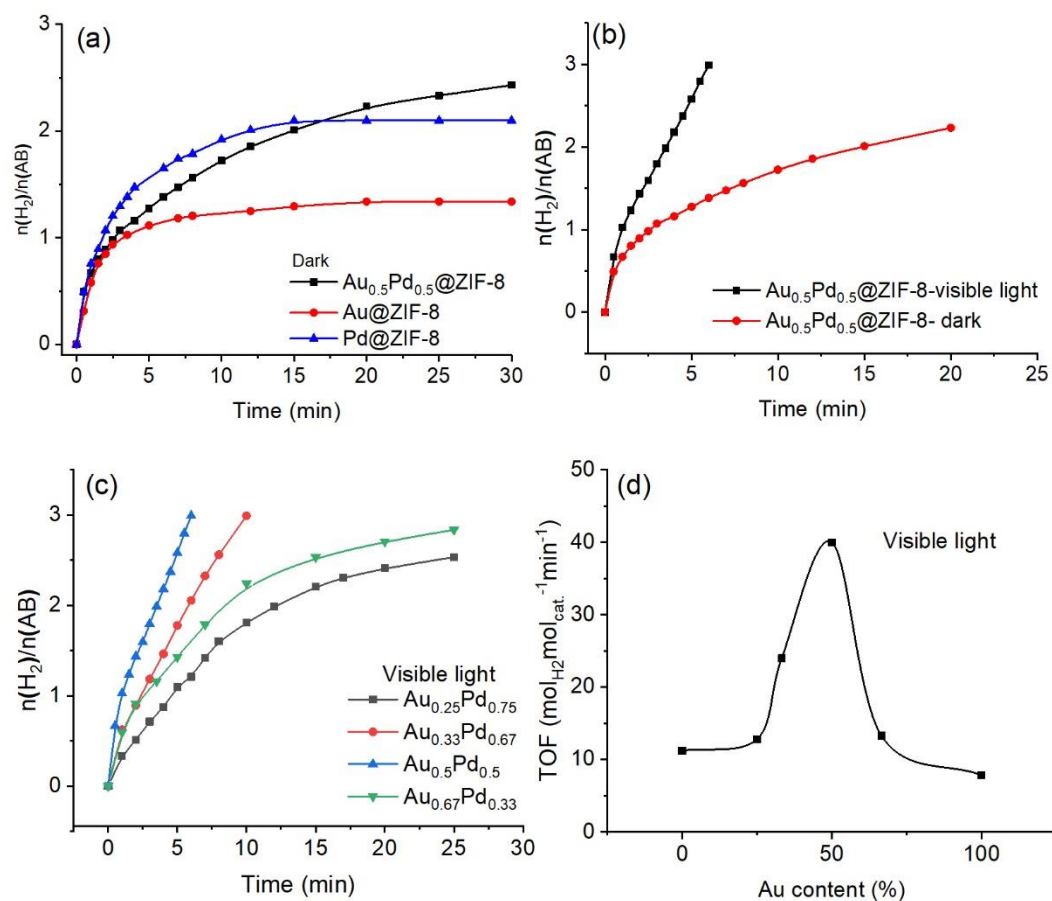 (a)
n(H₂)/n(AB)
3
2
1
0
Dark
Au₀.₅Pd₀.₅@ZIF-8
Au@ZIF-8
Pd@ZIF-8
0 5 10 15 20 25 30
Time (min)
(b)
n(H₂)/n(AB)
3
2
1
0
Au₀.₅Pd₀.₅@ZIF-8-visible light
Au₀.₅Pd₀.₅@ZIF-8- dark
0 5 10 15 20 25
Time (min)
(c)
n(H₂)/n(AB)
3
2
1
0
Visible light
Au₀.₂₅Pd₀.₇₅
Au₀.₃₃Pd₀.₆₇
Au₀.₅Pd₀.₅
Au₀.₆₇Pd₀.₃₃
0 5 10 15 20 25 30
Time (min)
(d)
TOF (mol_H2 mol_cat.⁻¹min⁻¹)
50
40
30
20
10
0
Visible light
0 50 100
Au content (%)